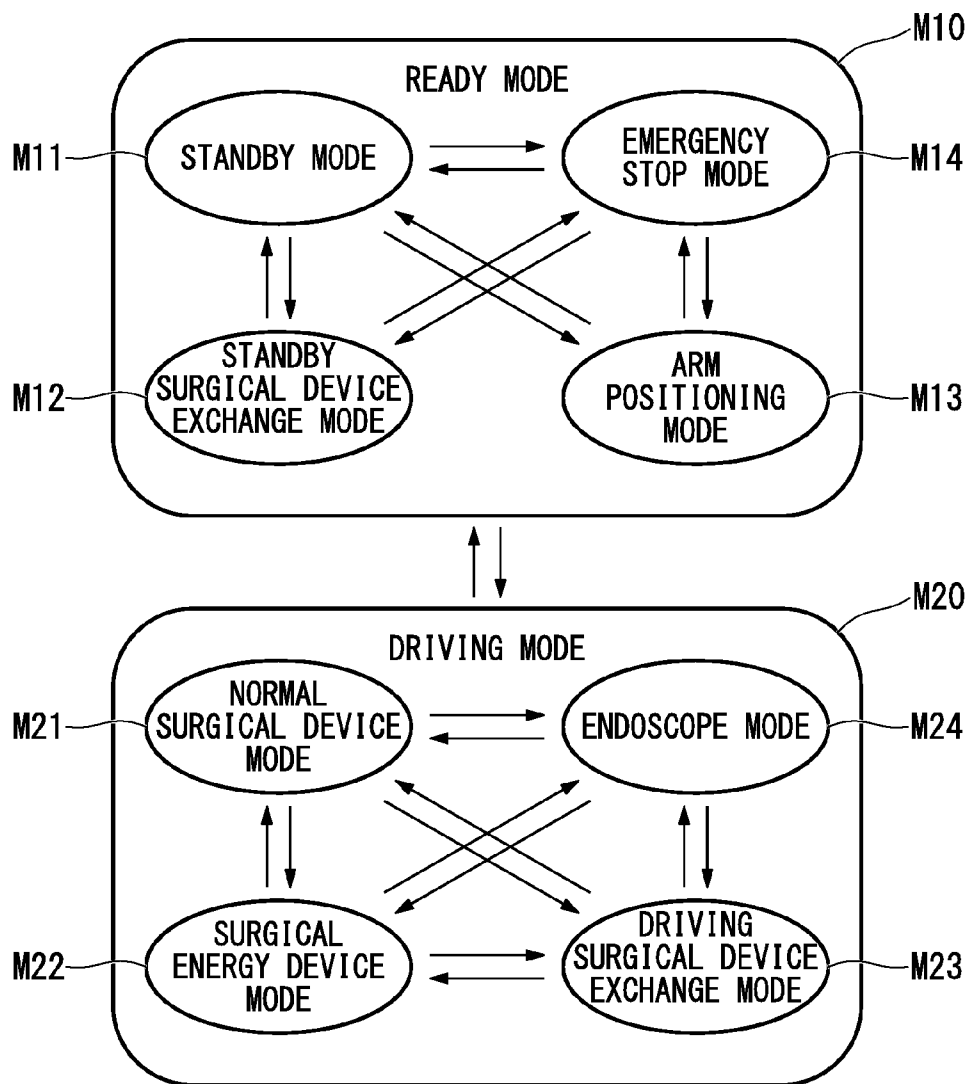 M10
READY MODE
M11
STANDBY MODE
EMERGENCY
STOP MODE
M14
M12
STANDBY
SURGICAL DEVICE
EXCHANGE MODE
ARM
POSITIONING
MODE
M13
M20
DRIVING MODE
M21
NORMAL
SURGICAL DEVICE
MODE
ENDOSCOPE MODE
M24
M22
SURGICAL
ENERGY DEVICE
MODE
DRIVING
SURGICAL DEVICE
EXCHANGE MODE
M23